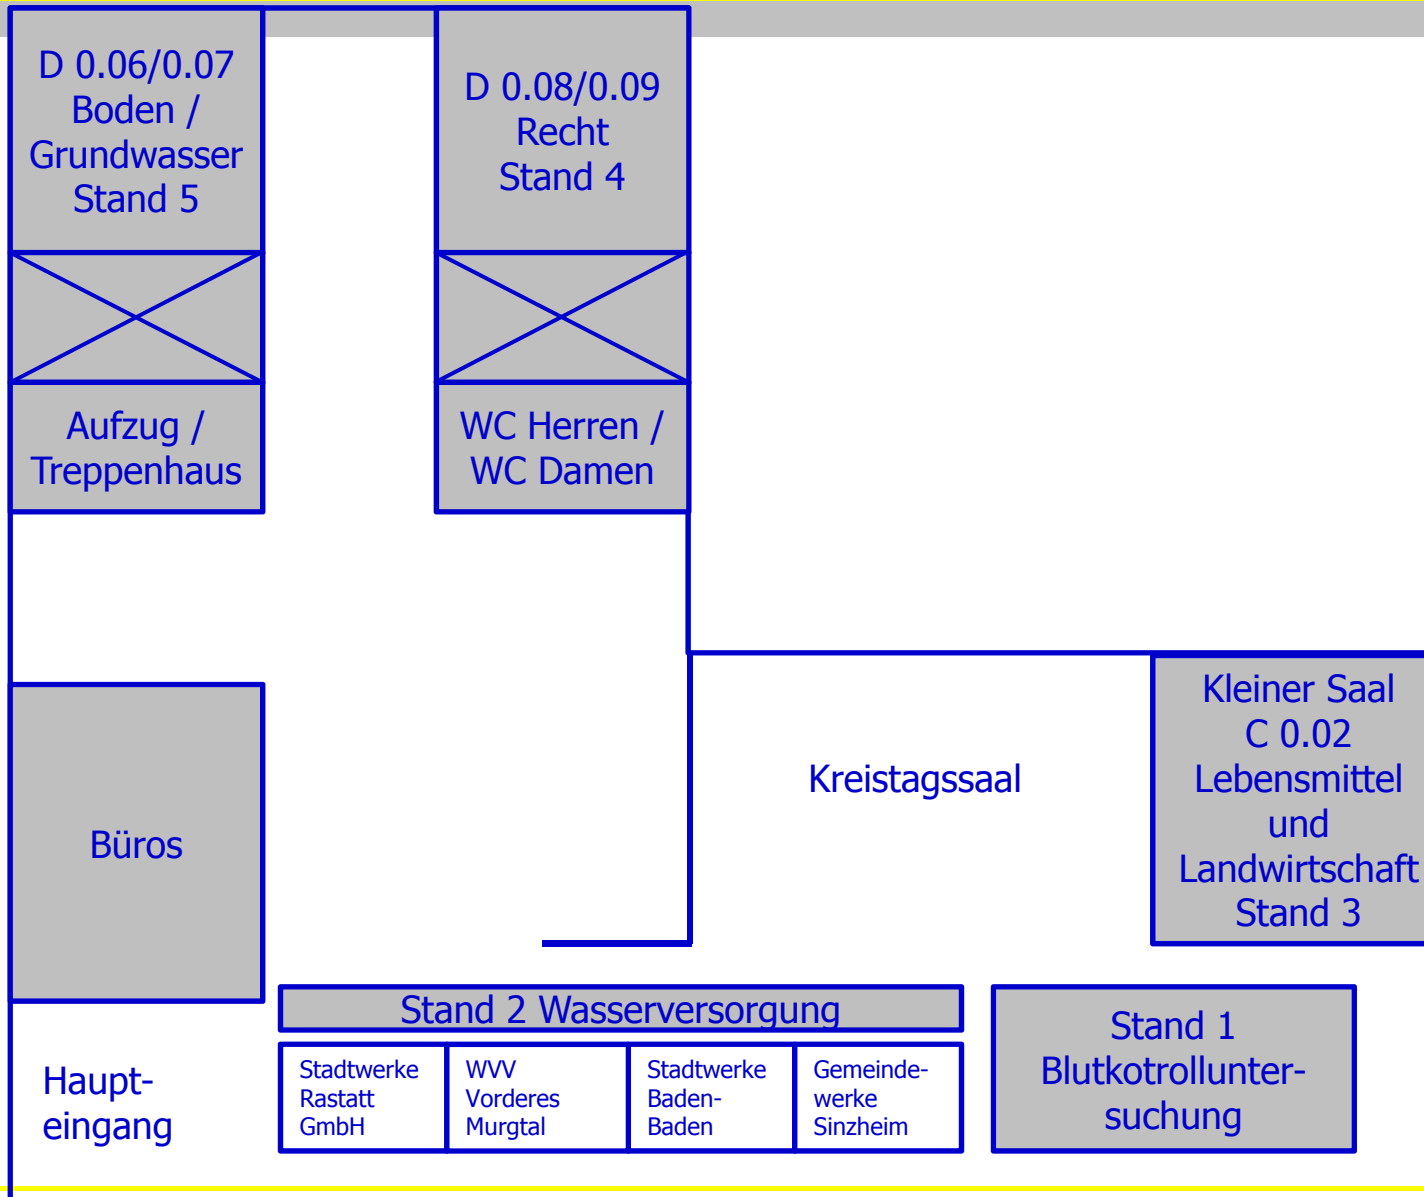 D 0.06/0.07
Boden /
Grundwasser
Stand 5
D 0.08/0.09
Recht
Stand 4
Aufzug /
Treppenhaus
WC Herren /
WC Damen
Büros
Kreistagssaal
Kleiner Saal
C 0.02
Lebensmittel
und
Landwirtschaft
Stand 3
Haupt-
eingang
Stand 2 Wasserversorgung
Stadtwerke
Rastatt
GmbH
WVV
Vorderes
Murgtal
Stadtwerke
Baden-
Baden
Gemeinde-
werke
Sinzheim
Stand 1
Blutkotrollunter-
suchung